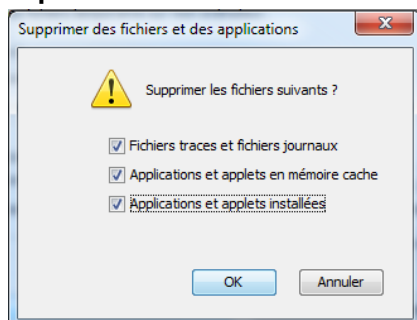 Supprimer des fichiers et des applications
Supprimer les fichiers suivants ?
Fichiers traces et fichiers journaux
Applications et applets en mémoire cache
Applications et applets installées
OK Annuler